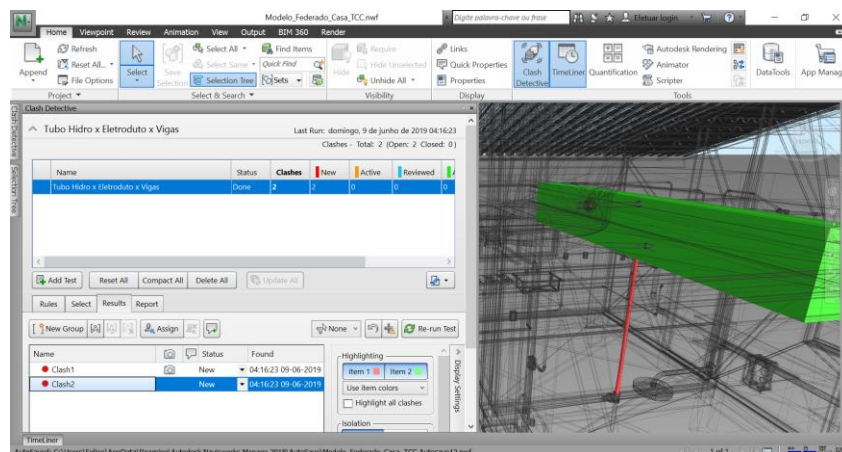 Modelo_Federado_Casa_TCC.nwf
Digite palavra-chave ou frase
Efetuar login
Home Viewpoint Review Animation View Output BIM 360 Render
Append
Refresh
Reset All...
File Options
Project
Select
Save Selection
Select All
Select Same
Selection Tree
Find Items
Quick Find
Sets
Select & Search
Hide
Require
Hide Unselected
Unhide All
Visibility
Links
Quick Properties
Properties
Display
Clash Detective
TimeLiner
Quantification
Autodesk Rendering
Animator
Scripter
Tools
DataTools
App Manag
Clash Detective
Clash Detective
Selection Tree
Tubo Hidro x Eletroduto x Vigas
Last Run: domingo, 9 de junho de 2019 04:16:23
Clashes - Total: 2 (Open: 2 Closed: 0)
Name Status Clashes New Active Reviewed A
Tubo Hidro x Eletroduto x Vigas Done 2 2 0 0 0
Add Test Reset All Compact All Delete All Update All
Rules Select Results Report
New Group Assign None Re-run Test
Name Status Found
Clash1 New 04:16:23 09-06-2019
Clash2 New 04:16:23 09-06-2019
Highlighting
Item 1 Item 2
Use item colors
Highlight all clashes
Isolation
Display Settings
TimeLiner
1 of 1